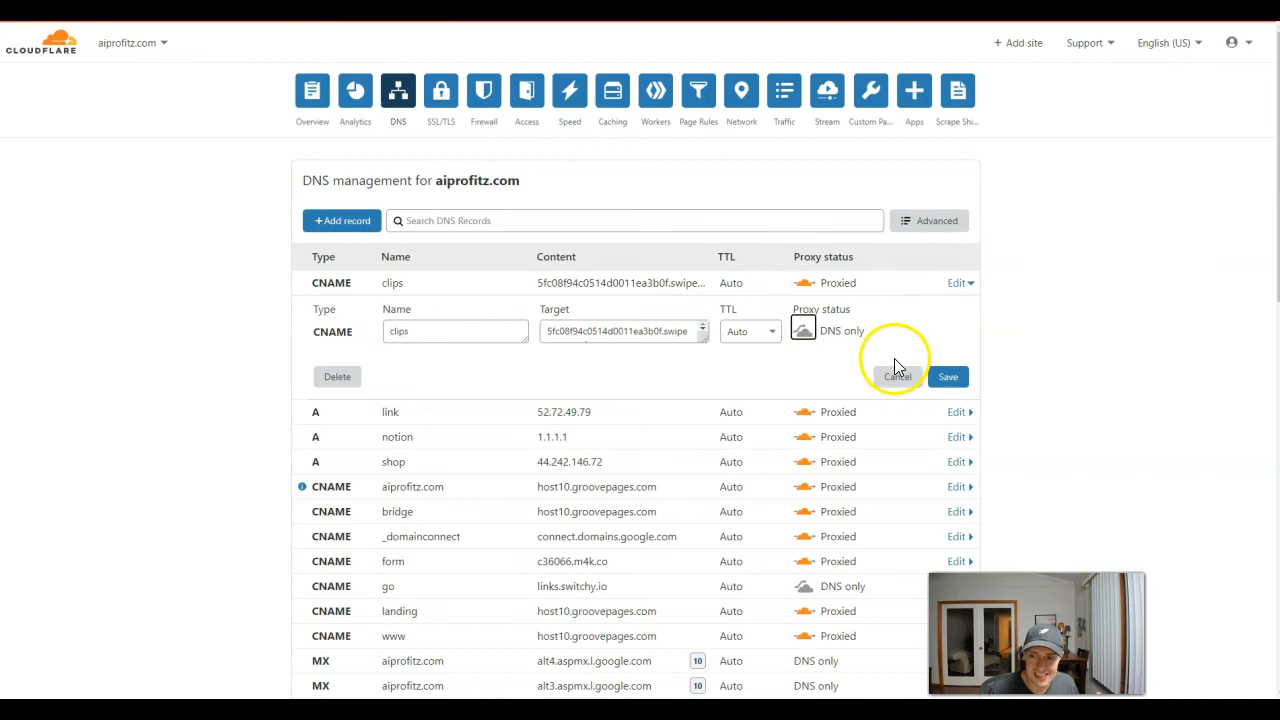 CLOUDFLARE
aiprofitz.com
+ Add site
Support
English (US)
Overview
Analytics
DNS
SSL/TLS
Firewall
Access
Speed
Caching
Workers
Page Rules
Network
Traffic
Stream
Custom Pa...
Apps
Scrape Shi...
DNS management for aiprofitz.com
+ Add record
Search DNS Records
Advanced
Type Name Content TTL Proxy status
CNAME clips 5fc08f94c0514d0011ea3b0f.swipe... Auto Proxied Edit
Type Name Target TTL Proxy status
CNAME clips 5fc08f94c0514d0011ea3b0f.swipe Auto DNS only
Delete Cancel Save
A link 52.72.49.79 Auto Proxied Edit
A notion 1.1.1.1 Auto Proxied Edit
A shop 44.242.146.72 Auto Proxied Edit
CNAME aiprofitz.com host10.groovepages.com Auto Proxied Edit
CNAME bridge host10.groovepages.com Auto Proxied Edit
CNAME _domainconnect connect.domains.google.com Auto Proxied Edit
CNAME form c36066.m4k.co Auto Proxied Edit
CNAME go links.switchy.io Auto DNS only
CNAME landing host10.groovepages.com Auto Proxied
CNAME www host10.groovepages.com Auto Proxied
MX aiprofitz.com alt4.aspmx.l.google.com 10 Auto DNS only
MX aiprofitz.com alt3.aspmx.l.google.com 10 Auto DNS only